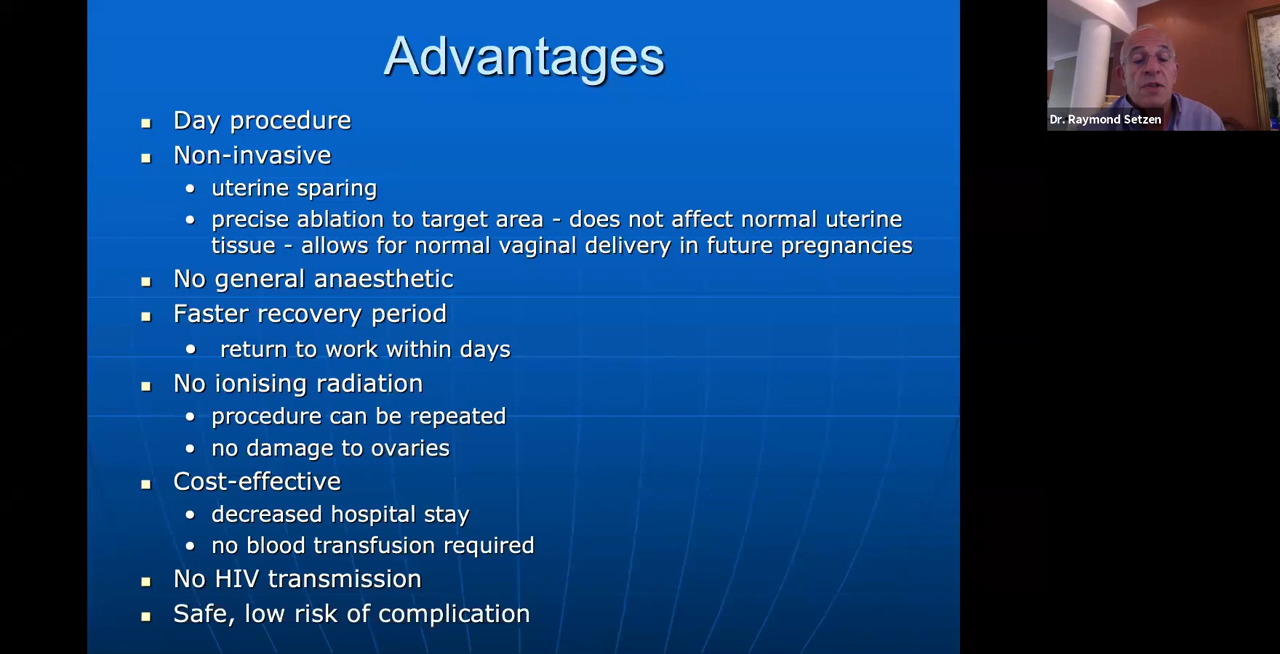 Advantages
Day procedure
Non-invasive
uterine sparing
precise ablation to target area - does not affect normal uterine
tissue - allows for normal vaginal delivery in future pregnancies
No general anaesthetic
Faster recovery period
return to work within days
No ionising radiation
procedure can be repeated
no damage to ovaries
Cost-effective
decreased hospital stay
no blood transfusion required
No HIV transmission
Safe, low risk of complication
Dr. Raymond Setzen